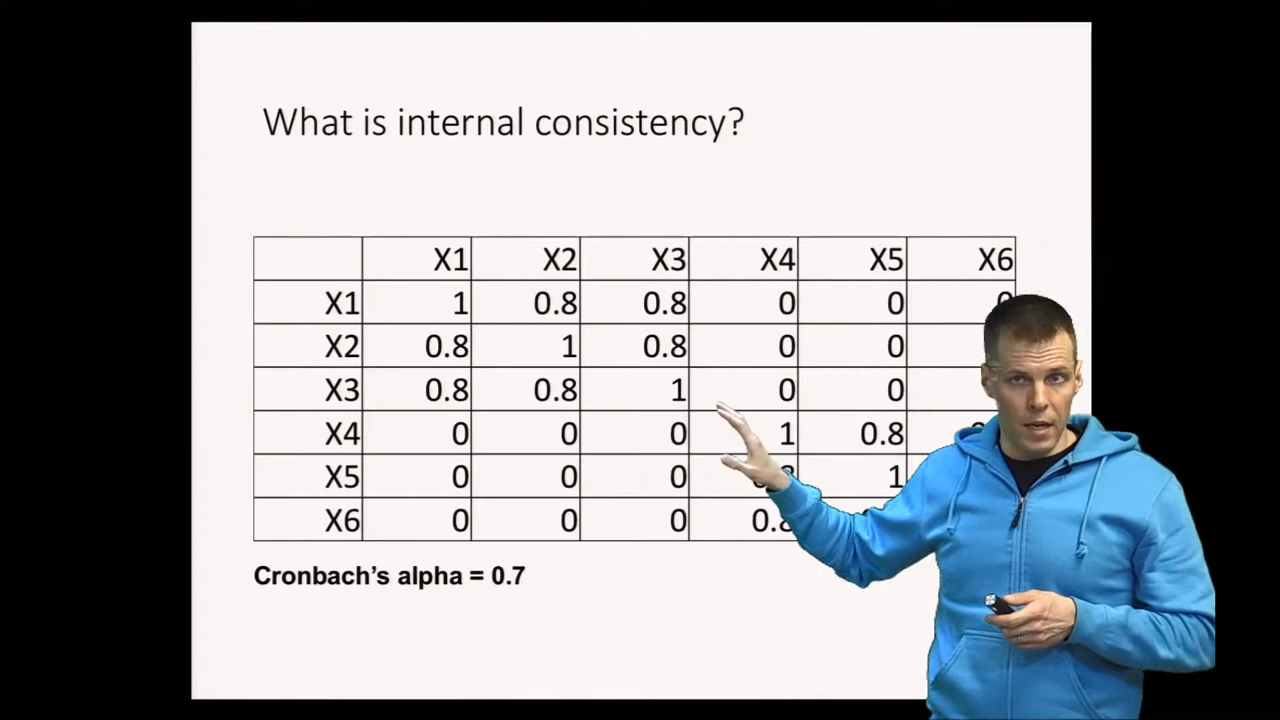 What is internal consistency?
X1 X2 X3 X4 X5 X6
X1 1 0.8 0.8 0 0
X2 0.8 1 0.8 0 0
X3 0.8 0.8 1 0 0
X4 0 0 0 1 0.8
X5 0 0 0 1
X6 0 0 0
Cronbach's alpha = 0.7